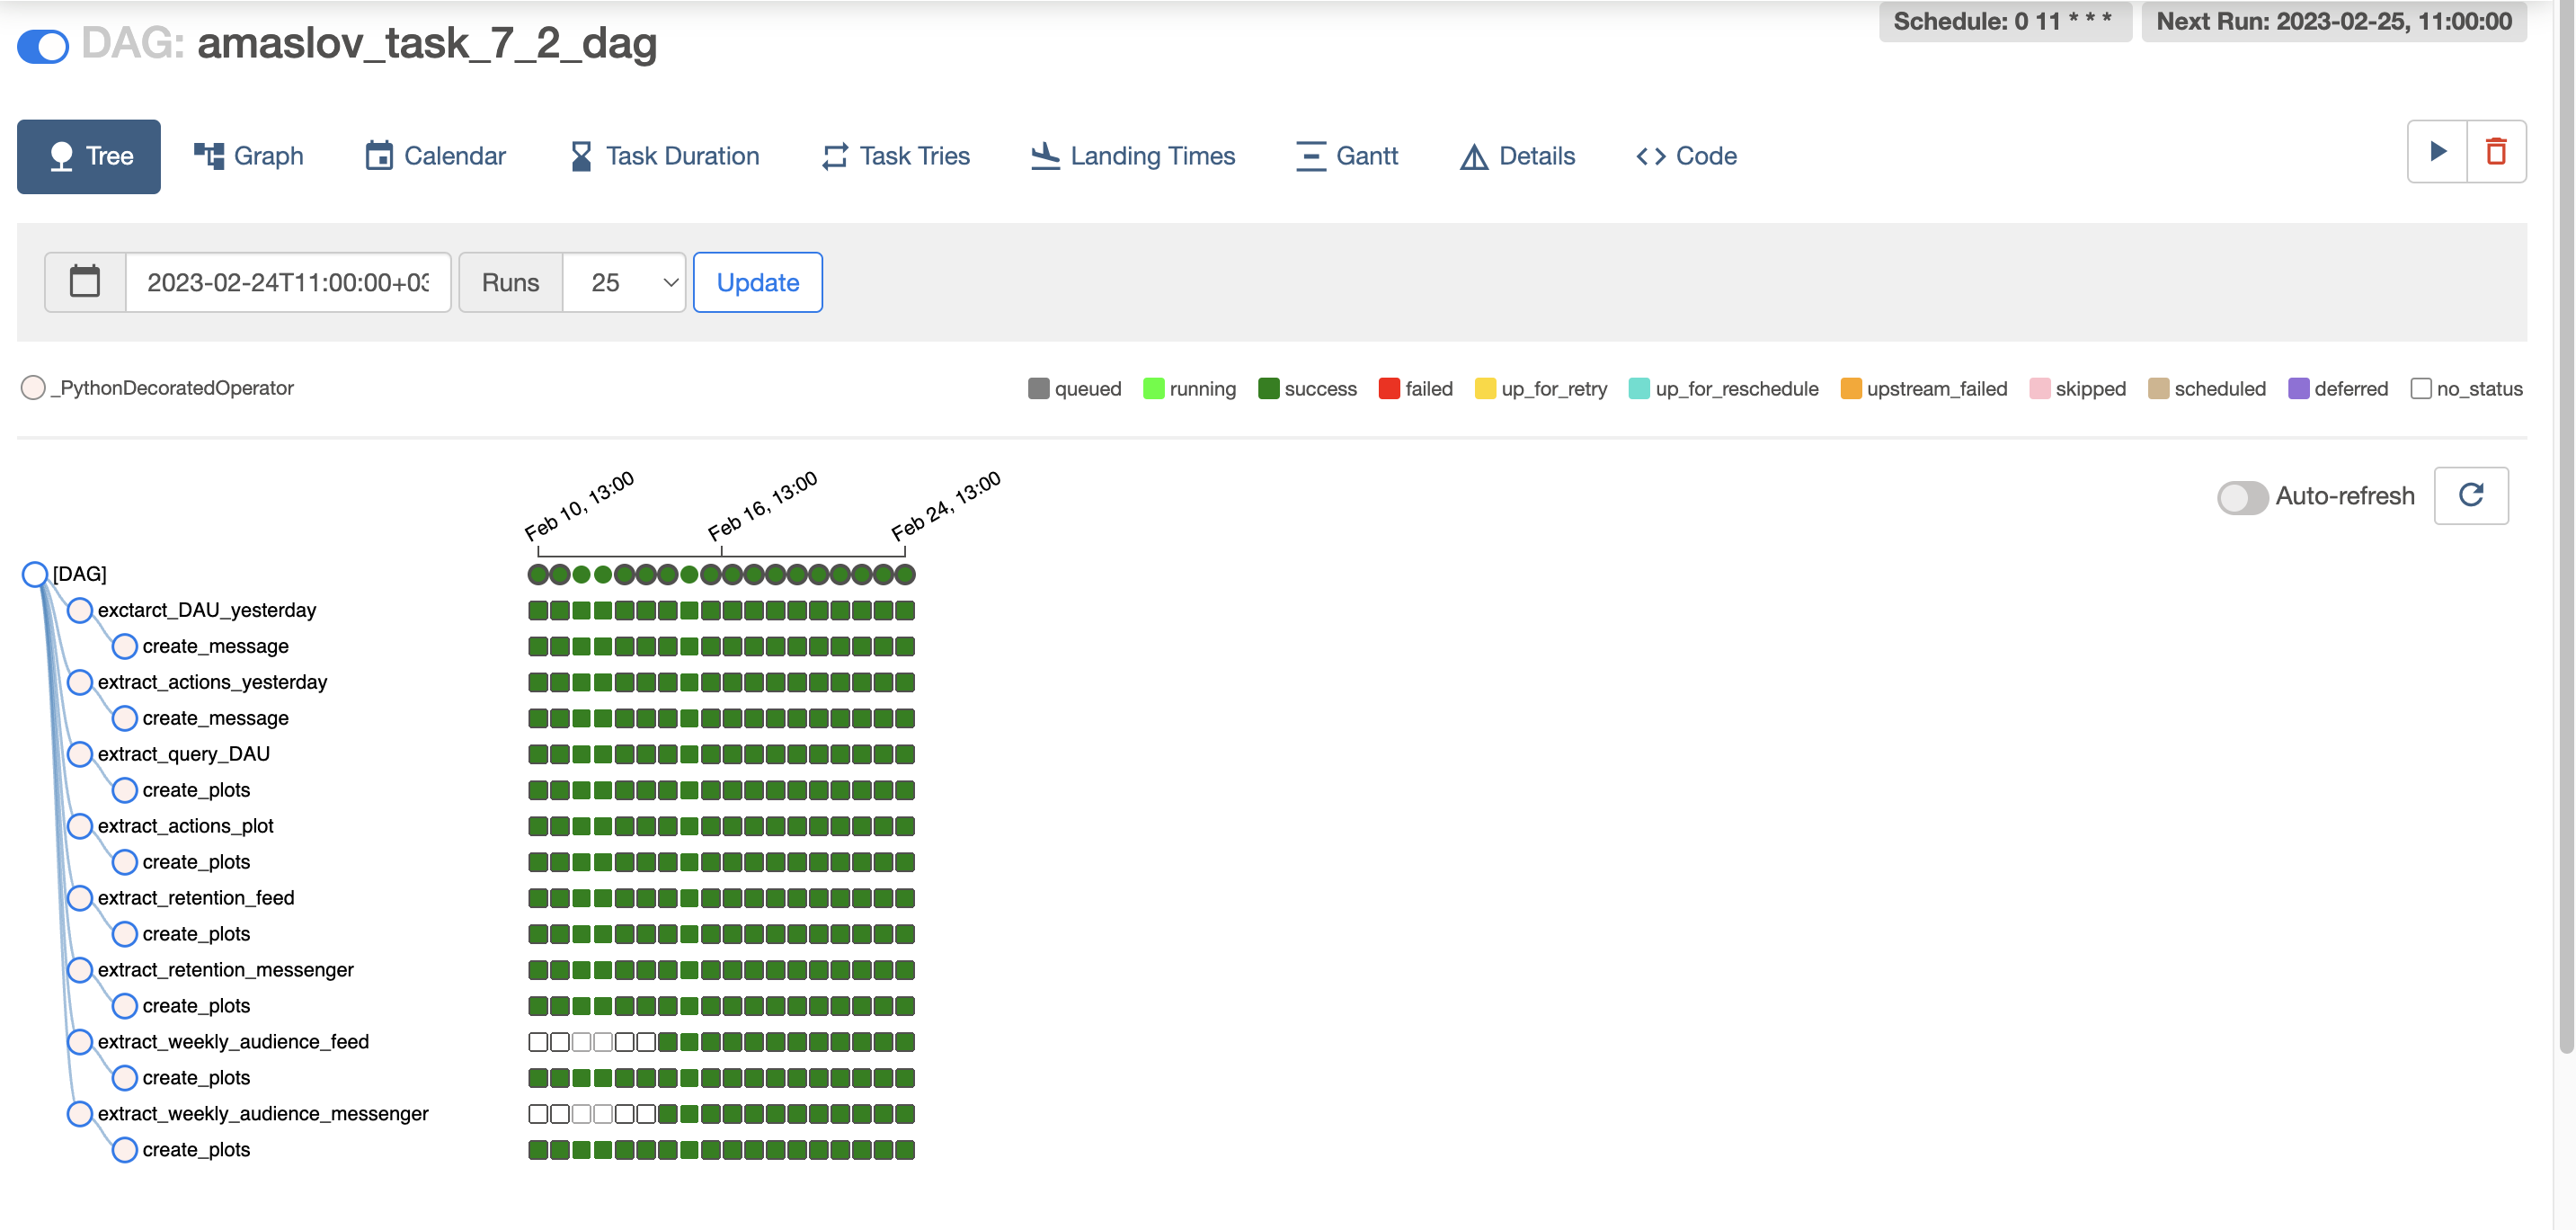 DAG: amaslov_task_7_2_dag
Schedule: 0 11 * * *
Next Run: 2023-02-25, 11:00:00
Tree
Graph
Calendar
Task Duration
Task Tries
Landing Times
Gantt
Details
Code
2023-02-24T11:00:00+03
Runs
25
Update
_PythonDecoratedOperator
queued
running
success
failed
up_for_retry
up_for_reschedule
upstream_failed
skipped
scheduled
deferred
no_status
Feb 10, 13:00
Feb 16, 13:00
Feb 24, 13:00
Auto-refresh
[DAG]
exctarct_DAU_yesterday
create_message
extract_actions_yesterday
create_message
extract_query_DAU
create_plots
extract_actions_plot
create_plots
extract_retention_feed
create_plots
extract_retention_messenger
create_plots
extract_weekly_audience_feed
create_plots
extract_weekly_audience_messenger
create_plots